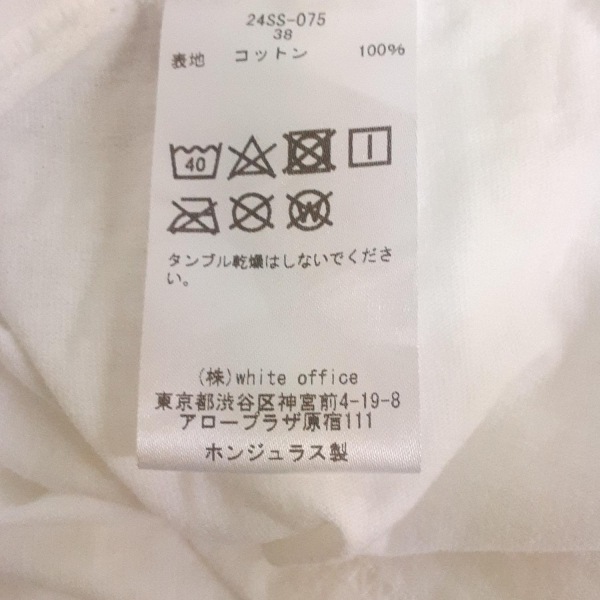 24SS-075
38
表地 コットン 100%
40
W
タンブル乾燥はしないでくださ
い。
(株)white office
東京都渋谷区神宮前4-19-8
アロープラザ原宿111
ホンジュラス製